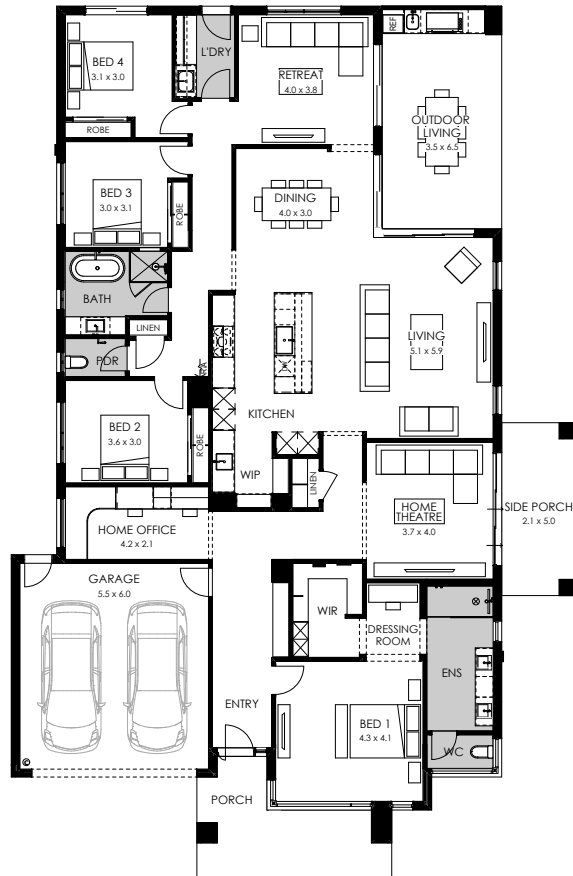 REF
L'DRY
BED 4
3.1 x 3.0
RETREAT
4.0 x 3.8
OUTDOOR
LIVING
3.5 x 6.5
ROBE
BED 3
3.0 x 3.1
ROBE
DINING
4.0 x 3.0
BATH
LINEN
LIVING
5.1 x 5.9
PDR
KITCHEN
BED 2
3.6 x 3.0
ROBE
WIP
LINEN
HOME
THEATRE
3.7 x 4.0
SIDE PORCH
2.1 x 5.0
HOME OFFICE
4.2 x 2.1
GARAGE
5.5 x 6.0
WIR
DRESSING
ROOM
ENS
ENTRY
BED 1
4.3 x 4.1
WC
©
PORCH